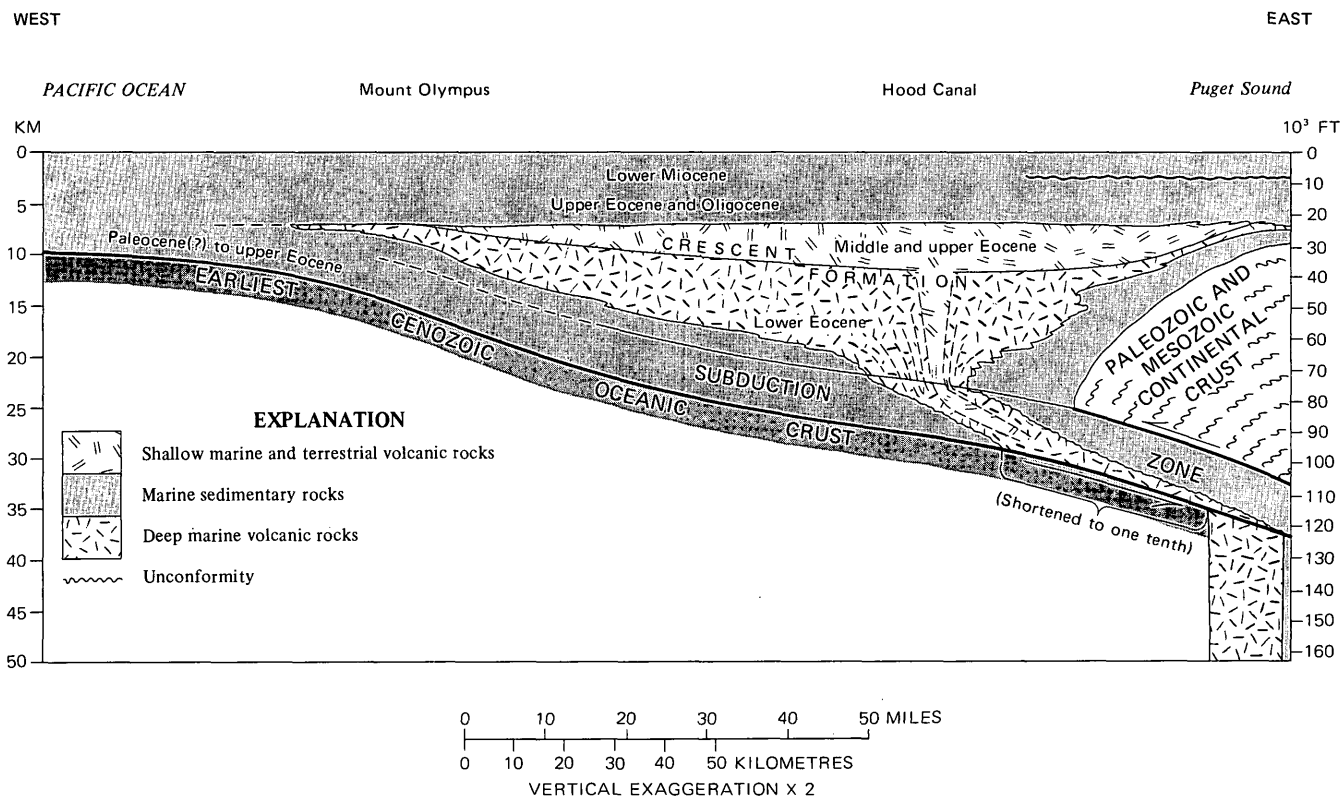 WEST EAST
PACIFIC OCEAN Mount Olympus Hood Canal Puget Sound
KM 10³ FT
0 0
Lower Miocene
10
5 Upper Eocene and Oligocene 20
Paleocene(?) to upper Eocene CRESCENT Middle and upper Eocene 30
10
EARLIEST FORMATION 40
15 50
CENOZOIC Lower Eocene 60
20 70
SUBDUCTION
OCEANIC 80
25
CRUST 90
PALEOZOIC AND
MESOZOIC
CONTINENTAL
CRUST
30 ZONE 100
110
35 (Shortened to one tenth) 120
40 130
140
45 150
50 160
EXPLANATION
Shallow marine and terrestrial volcanic rocks
Marine sedimentary rocks
Deep marine volcanic rocks
Unconformity
0 10 20 30 40 50 MILES
0 10 20 30 40 50 KILOMETRES
VERTICAL EXAGGERATION X 2